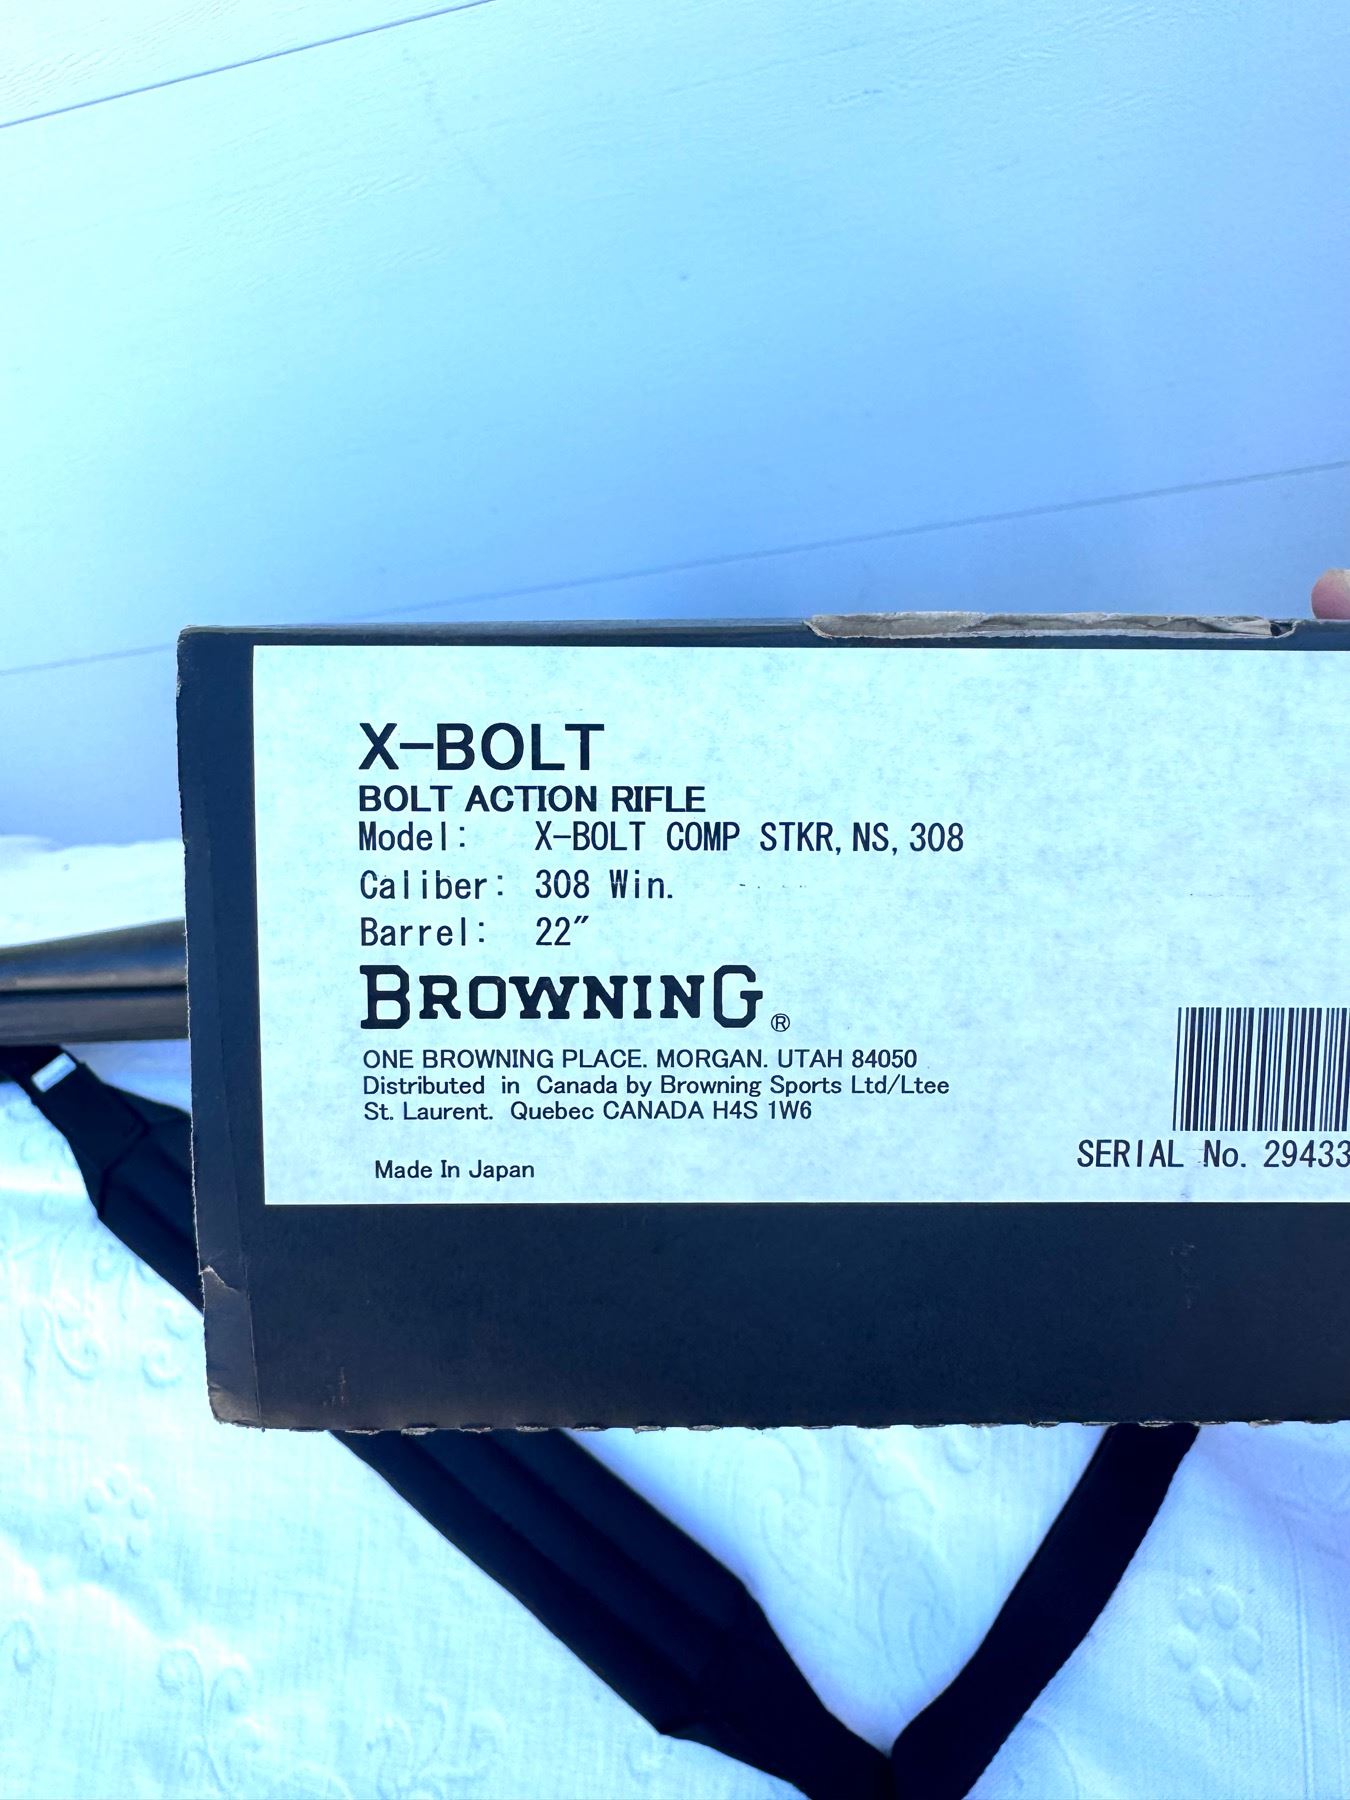 X-BOLT
BOLT ACTION RIFLE
Model: X-BOLT COMP STKR, NS, 308
Caliber: 308 Win.
Barrel: 22"
BROWNING®
ONE BROWNING PLACE. MORGAN. UTAH 84050
Distributed in Canada by Browning Sports Ltd/Ltee
St. Laurent. Quebec CANADA H4S 1W6
Made In Japan
SERIAL No. 29433